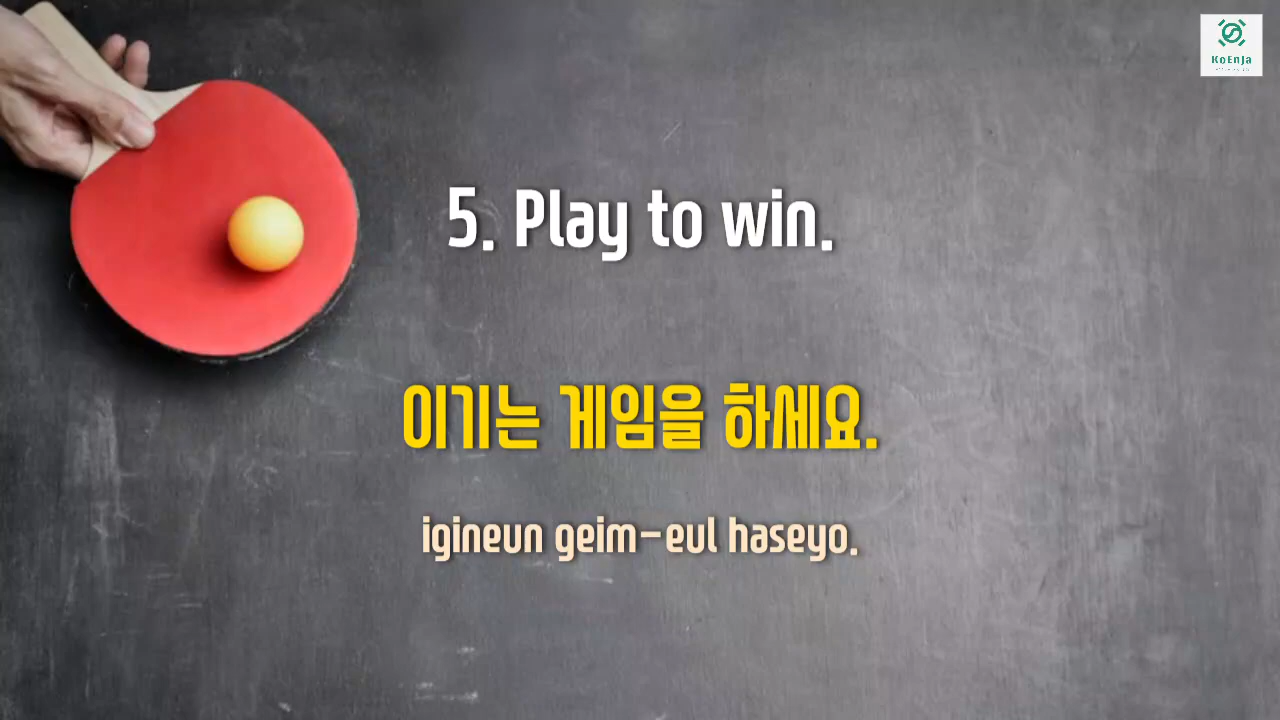 KoEnJa
5. Play to win.
이기는 게임을 하세요.
igineun geim-eul haseyo.